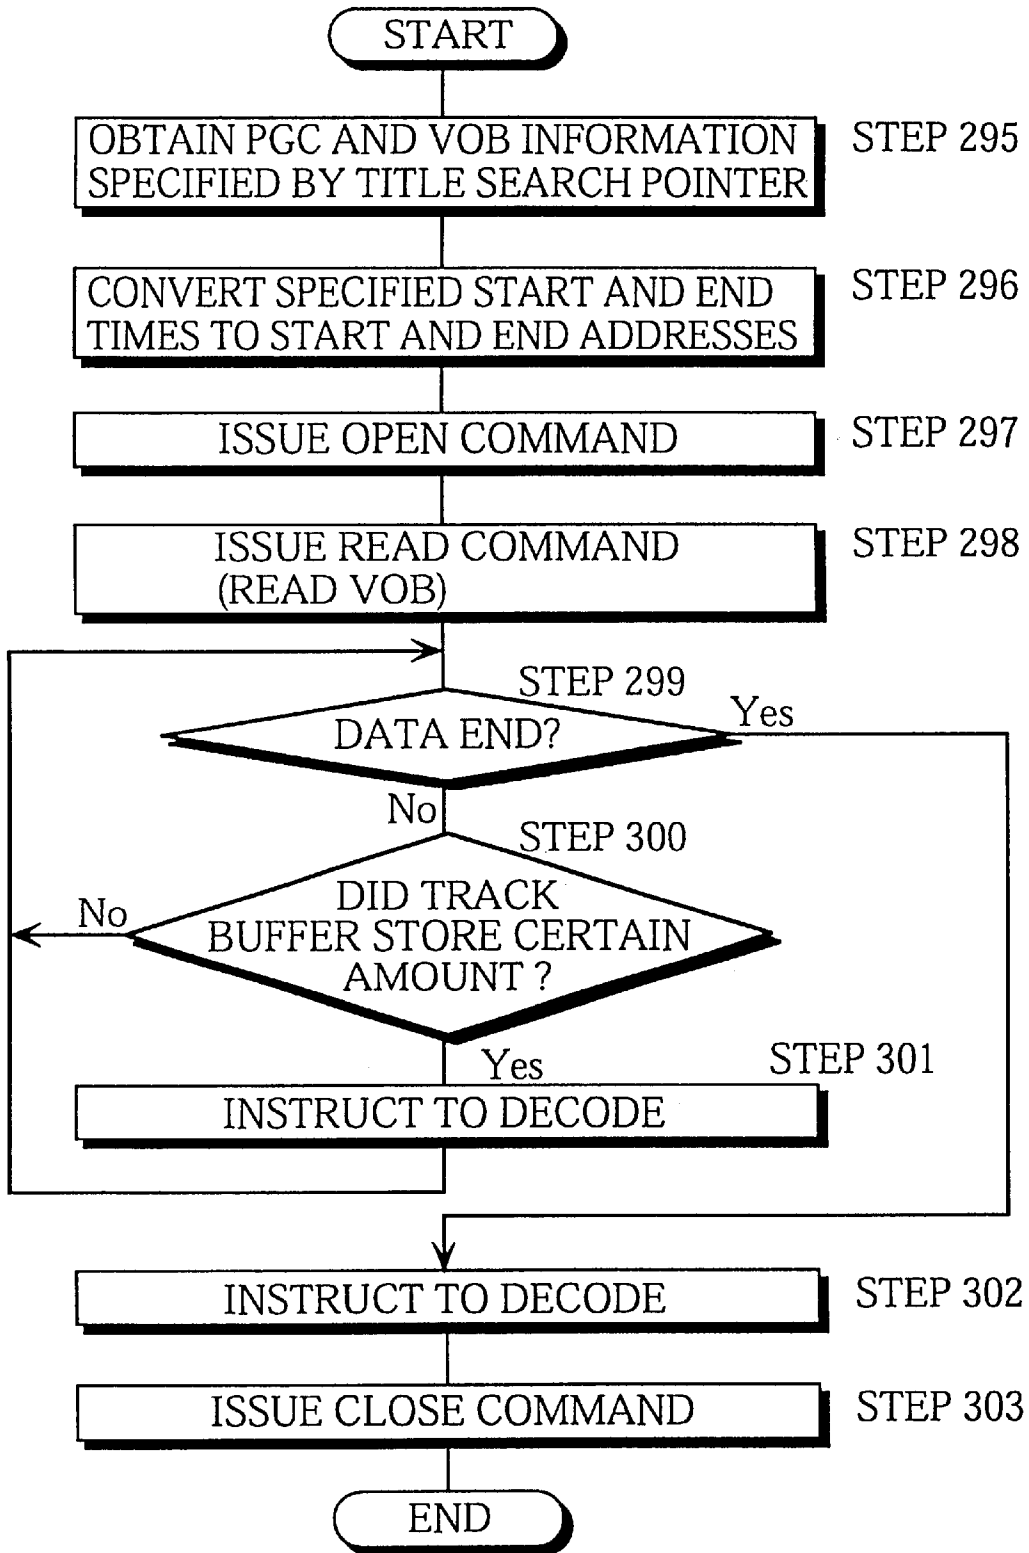 START
OBTAIN PGC AND VOB INFORMATION
SPECIFIED BY TITLE SEARCH POINTER
STEP 295
CONVERT SPECIFIED START AND END
TIMES TO START AND END ADDRESSES
STEP 296
ISSUE OPEN COMMAND
STEP 297
ISSUE READ COMMAND
(READ VOB)
STEP 298
STEP 299
DATA END?
Yes
No
STEP 300
DID TRACK
BUFFER STORE CERTAIN
AMOUNT ?
No
Yes
STEP 301
INSTRUCT TO DECODE
INSTRUCT TO DECODE
STEP 302
ISSUE CLOSE COMMAND
STEP 303
END